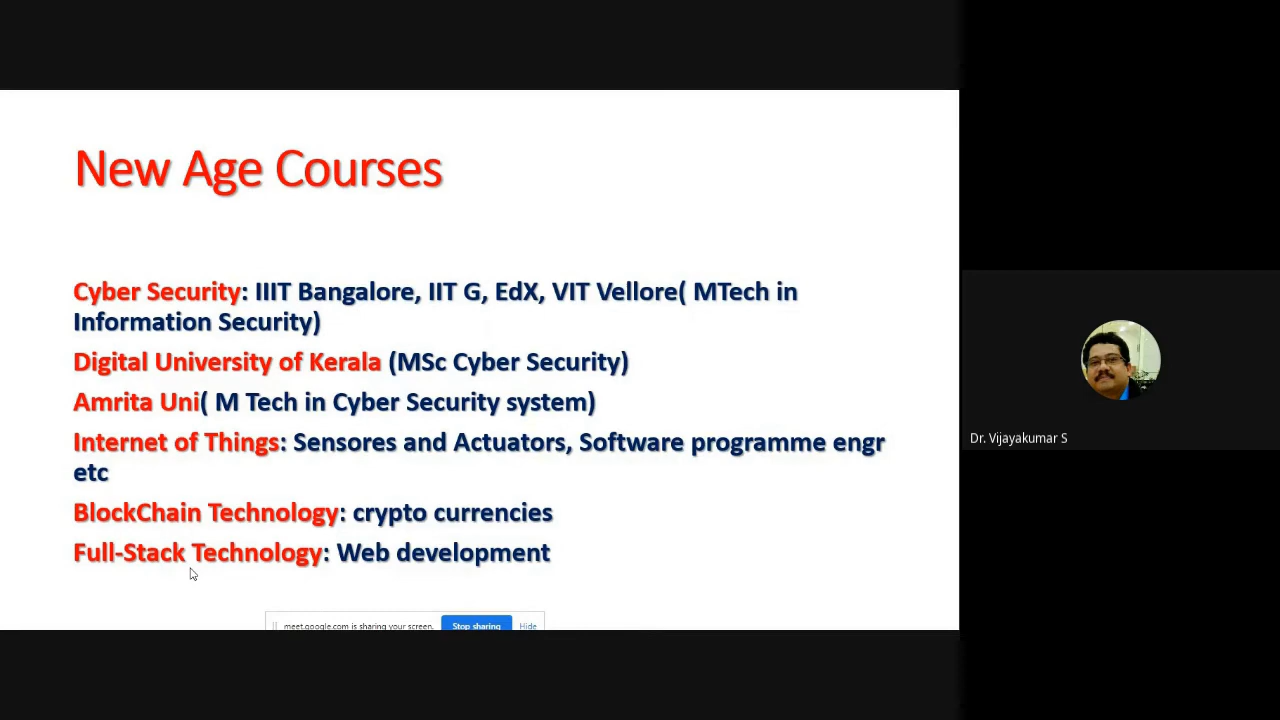 New Age Courses
Cyber Security: IIIT Bangalore, IIT G, EdX, VIT Vellore( MTech in
Information Security)
Digital University of Kerala (MSc Cyber Security)
Amrita Uni( M Tech in Cyber Security system)
Internet of Things: Sensores and Actuators, Software programme engr
etc
BlockChain Technology: crypto currencies
Full-Stack Technology: Web development
meet.google.com is sharing your screen. Stop sharing Hide
Dr. Vijayakumar S